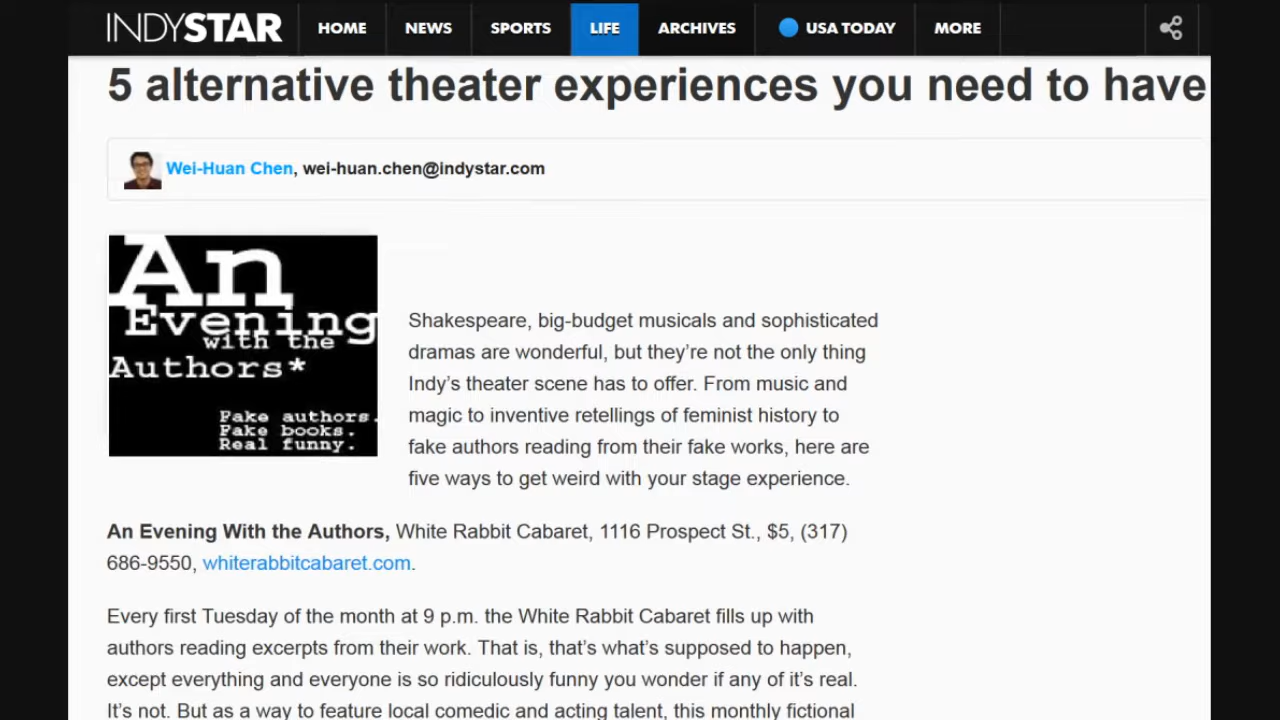 INDYSTAR HOME NEWS SPORTS LIFE ARCHIVES USA TODAY MORE
5 alternative theater experiences you need to have
Wei-Huan Chen, wei-huan.chen@indystar.com
An
Evening
with the
Authors*
Fake authors.
Fake books.
Real funny.
Shakespeare, big-budget musicals and sophisticated
dramas are wonderful, but they’re not the only thing
Indy’s theater scene has to offer. From music and
magic to inventive retellings of feminist history to
fake authors reading from their fake works, here are
five ways to get weird with your stage experience.
An Evening With the Authors, White Rabbit Cabaret, 1116 Prospect St., $5, (317)
686-9550, whiterabbitcabaret.com.
Every first Tuesday of the month at 9 p.m. the White Rabbit Cabaret fills up with
authors reading excerpts from their work. That is, that’s what’s supposed to happen,
except everything and everyone is so ridiculously funny you wonder if any of it’s real.
It’s not. But as a way to feature local comedic and acting talent, this monthly fictional